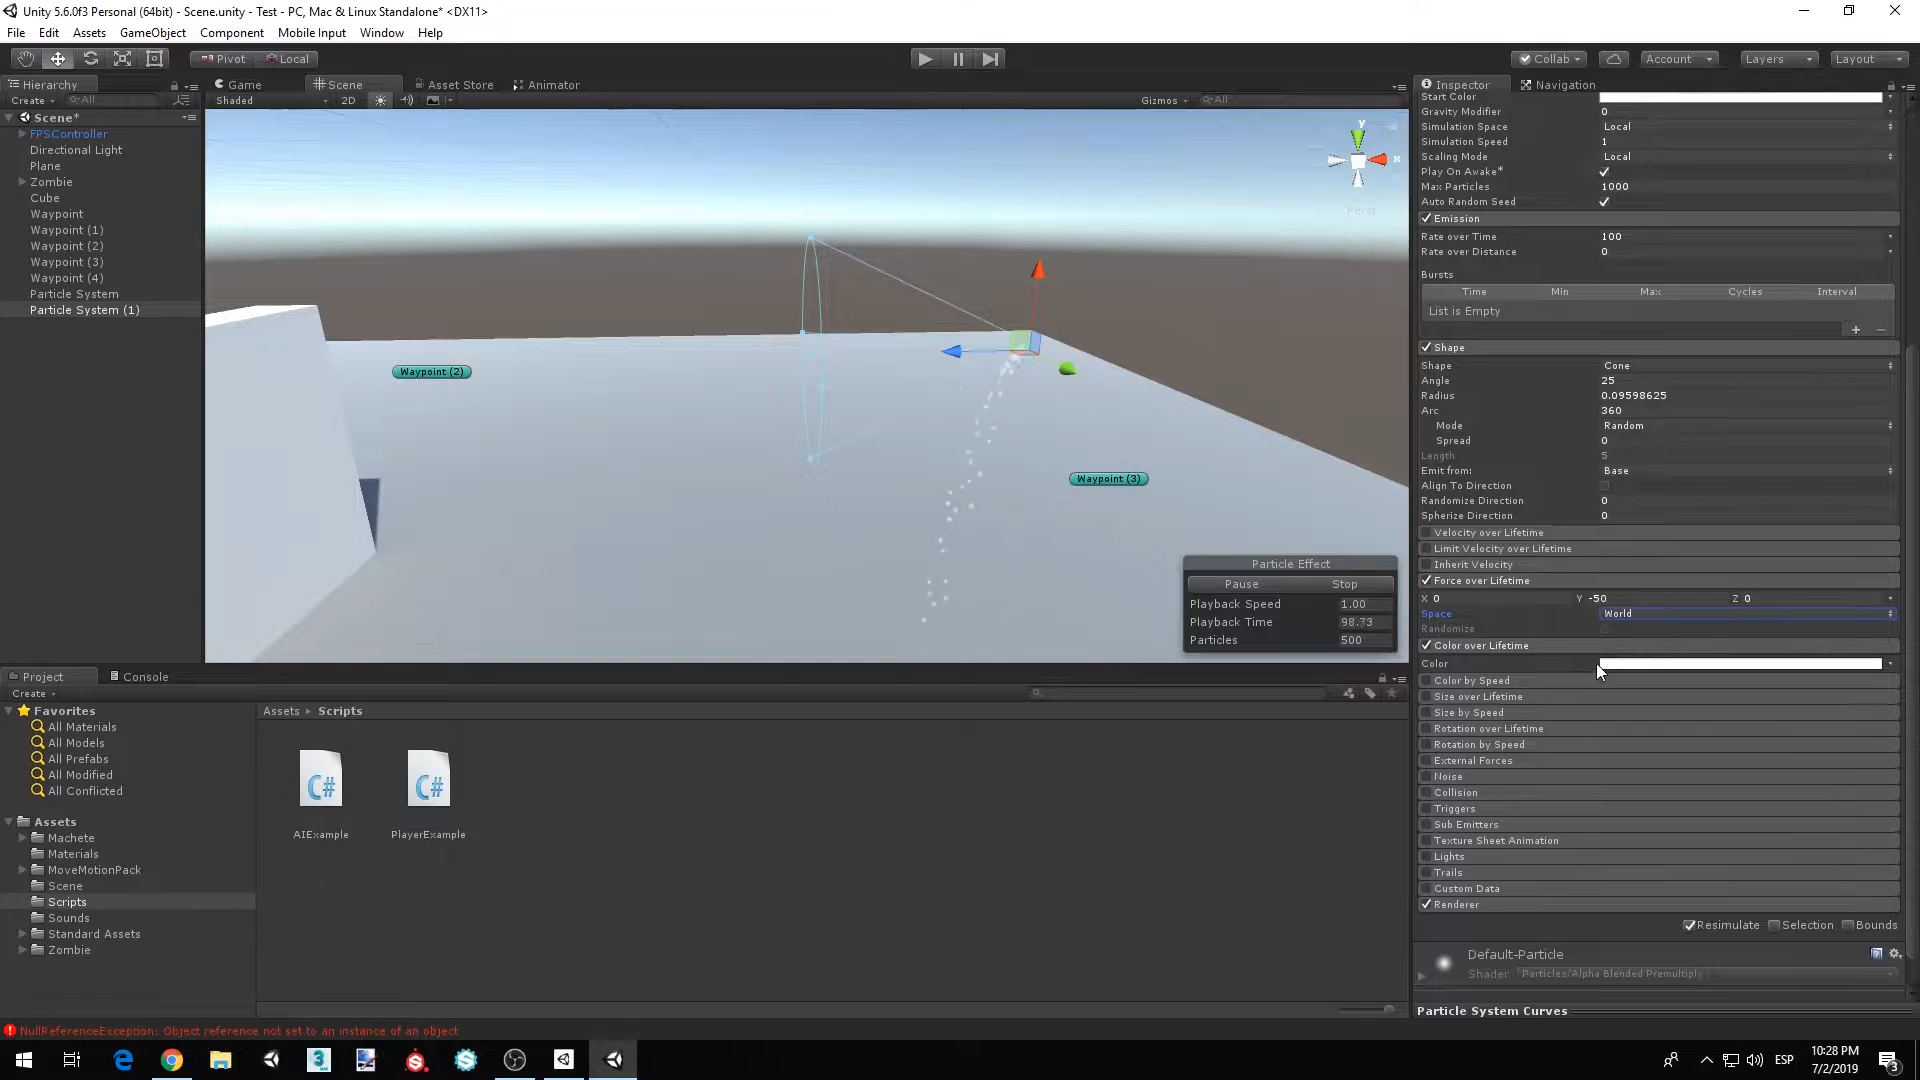 Unity 5.6.0f3 Personal (64bit) - Scene.unity - Test - PC, Mac & Linux Standalone* <DX11>
File Edit Assets GameObject Component Mobile Input Window Help
Pivot Local Collab Account Layers Layout
Hierarchy
Create All
Scene*
FPSController
Directional Light
Plane
Zombie
Cube
Waypoint
Waypoint (1)
Waypoint (2)
Waypoint (3)
Waypoint (4)
Particle System
Particle System (1)
Game Scene Asset Store Animator
Shaded 2D Gizmos All
y
x
Persp
Waypoint (2)
Waypoint (3)
Particle Effect
Pause Stop
Playback Speed 1.00
Playback Time 98.73
Particles 500
Inspector Navigation
Start Color
Gravity Modifier 0
Simulation Space Local
Simulation Speed 1
Scaling Mode Local
Play On Awake*
Max Particles 1000
Auto Random Seed
Emission
Rate over Time 100
Rate over Distance 0
Bursts
Time Min Max Cycles Interval
List is Empty
Shape
Shape Cone
Angle 25
Radius 0.09598625
Arc 360
Mode Random
Spread 0
Length 5
Emit from: Base
Align To Direction
Randomize Direction 0
Spherize Direction 0
Velocity over Lifetime
Limit Velocity over Lifetime
Inherit Velocity
Force over Lifetime
X 0 Y -50 Z 0
Space World
Randomize
Color over Lifetime
Color
Color by Speed
Size over Lifetime
Size by Speed
Rotation over Lifetime
Rotation by Speed
External Forces
Noise
Collision
Triggers
Sub Emitters
Texture Sheet Animation
Lights
Trails
Custom Data
Renderer
Resimulate Selection Bounds
Default-Particle
Shader Particles/Alpha Blended Premultipl
Particle System Curves
Project Console
Create
Favorites
All Materials
All Models
All Prefabs
All Modified
All Conflicted
Assets
Machete
Materials
MoveMotionPack
Scene
Scripts
Sounds
Standard Assets
Zombie
Assets Scripts
C# C#
AIExample PlayerExample
NullReferenceException: Object reference not set to an instance of an object
ESP
10:28 PM
7/2/2019
3